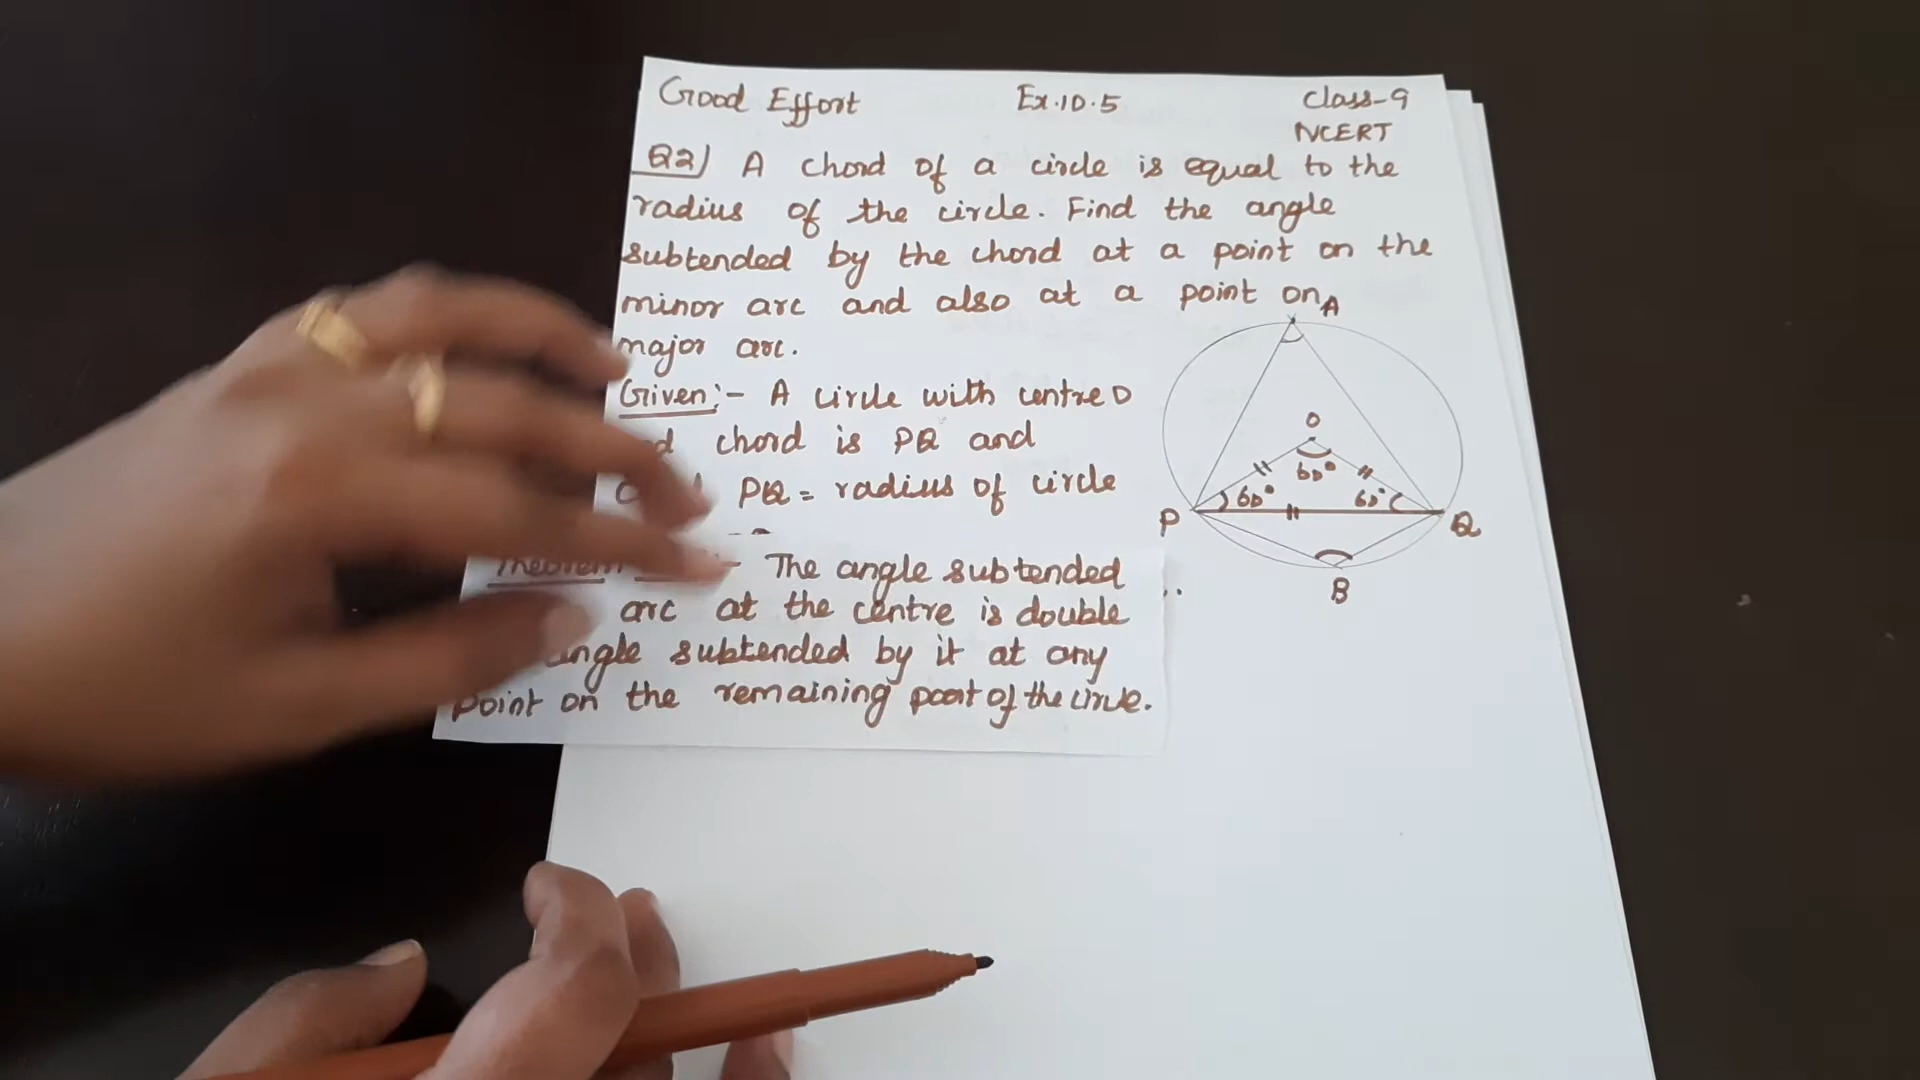 Good Effort Ex.10.5 Class-9
NCERT
Q2) A chord of a circle is equal to the
radius of the circle. Find the angle
subtended by the chord at a point on the
minor arc and also at a point on
major arc.
Given:- A circle with centre O
chord is PQ and
PQ = radius of circle
A
O
60°
60° 60°
P Q
B
Theorem :- The angle subtended
arc at the centre is double
angle subtended by it at any
point on the remaining part of the circle.